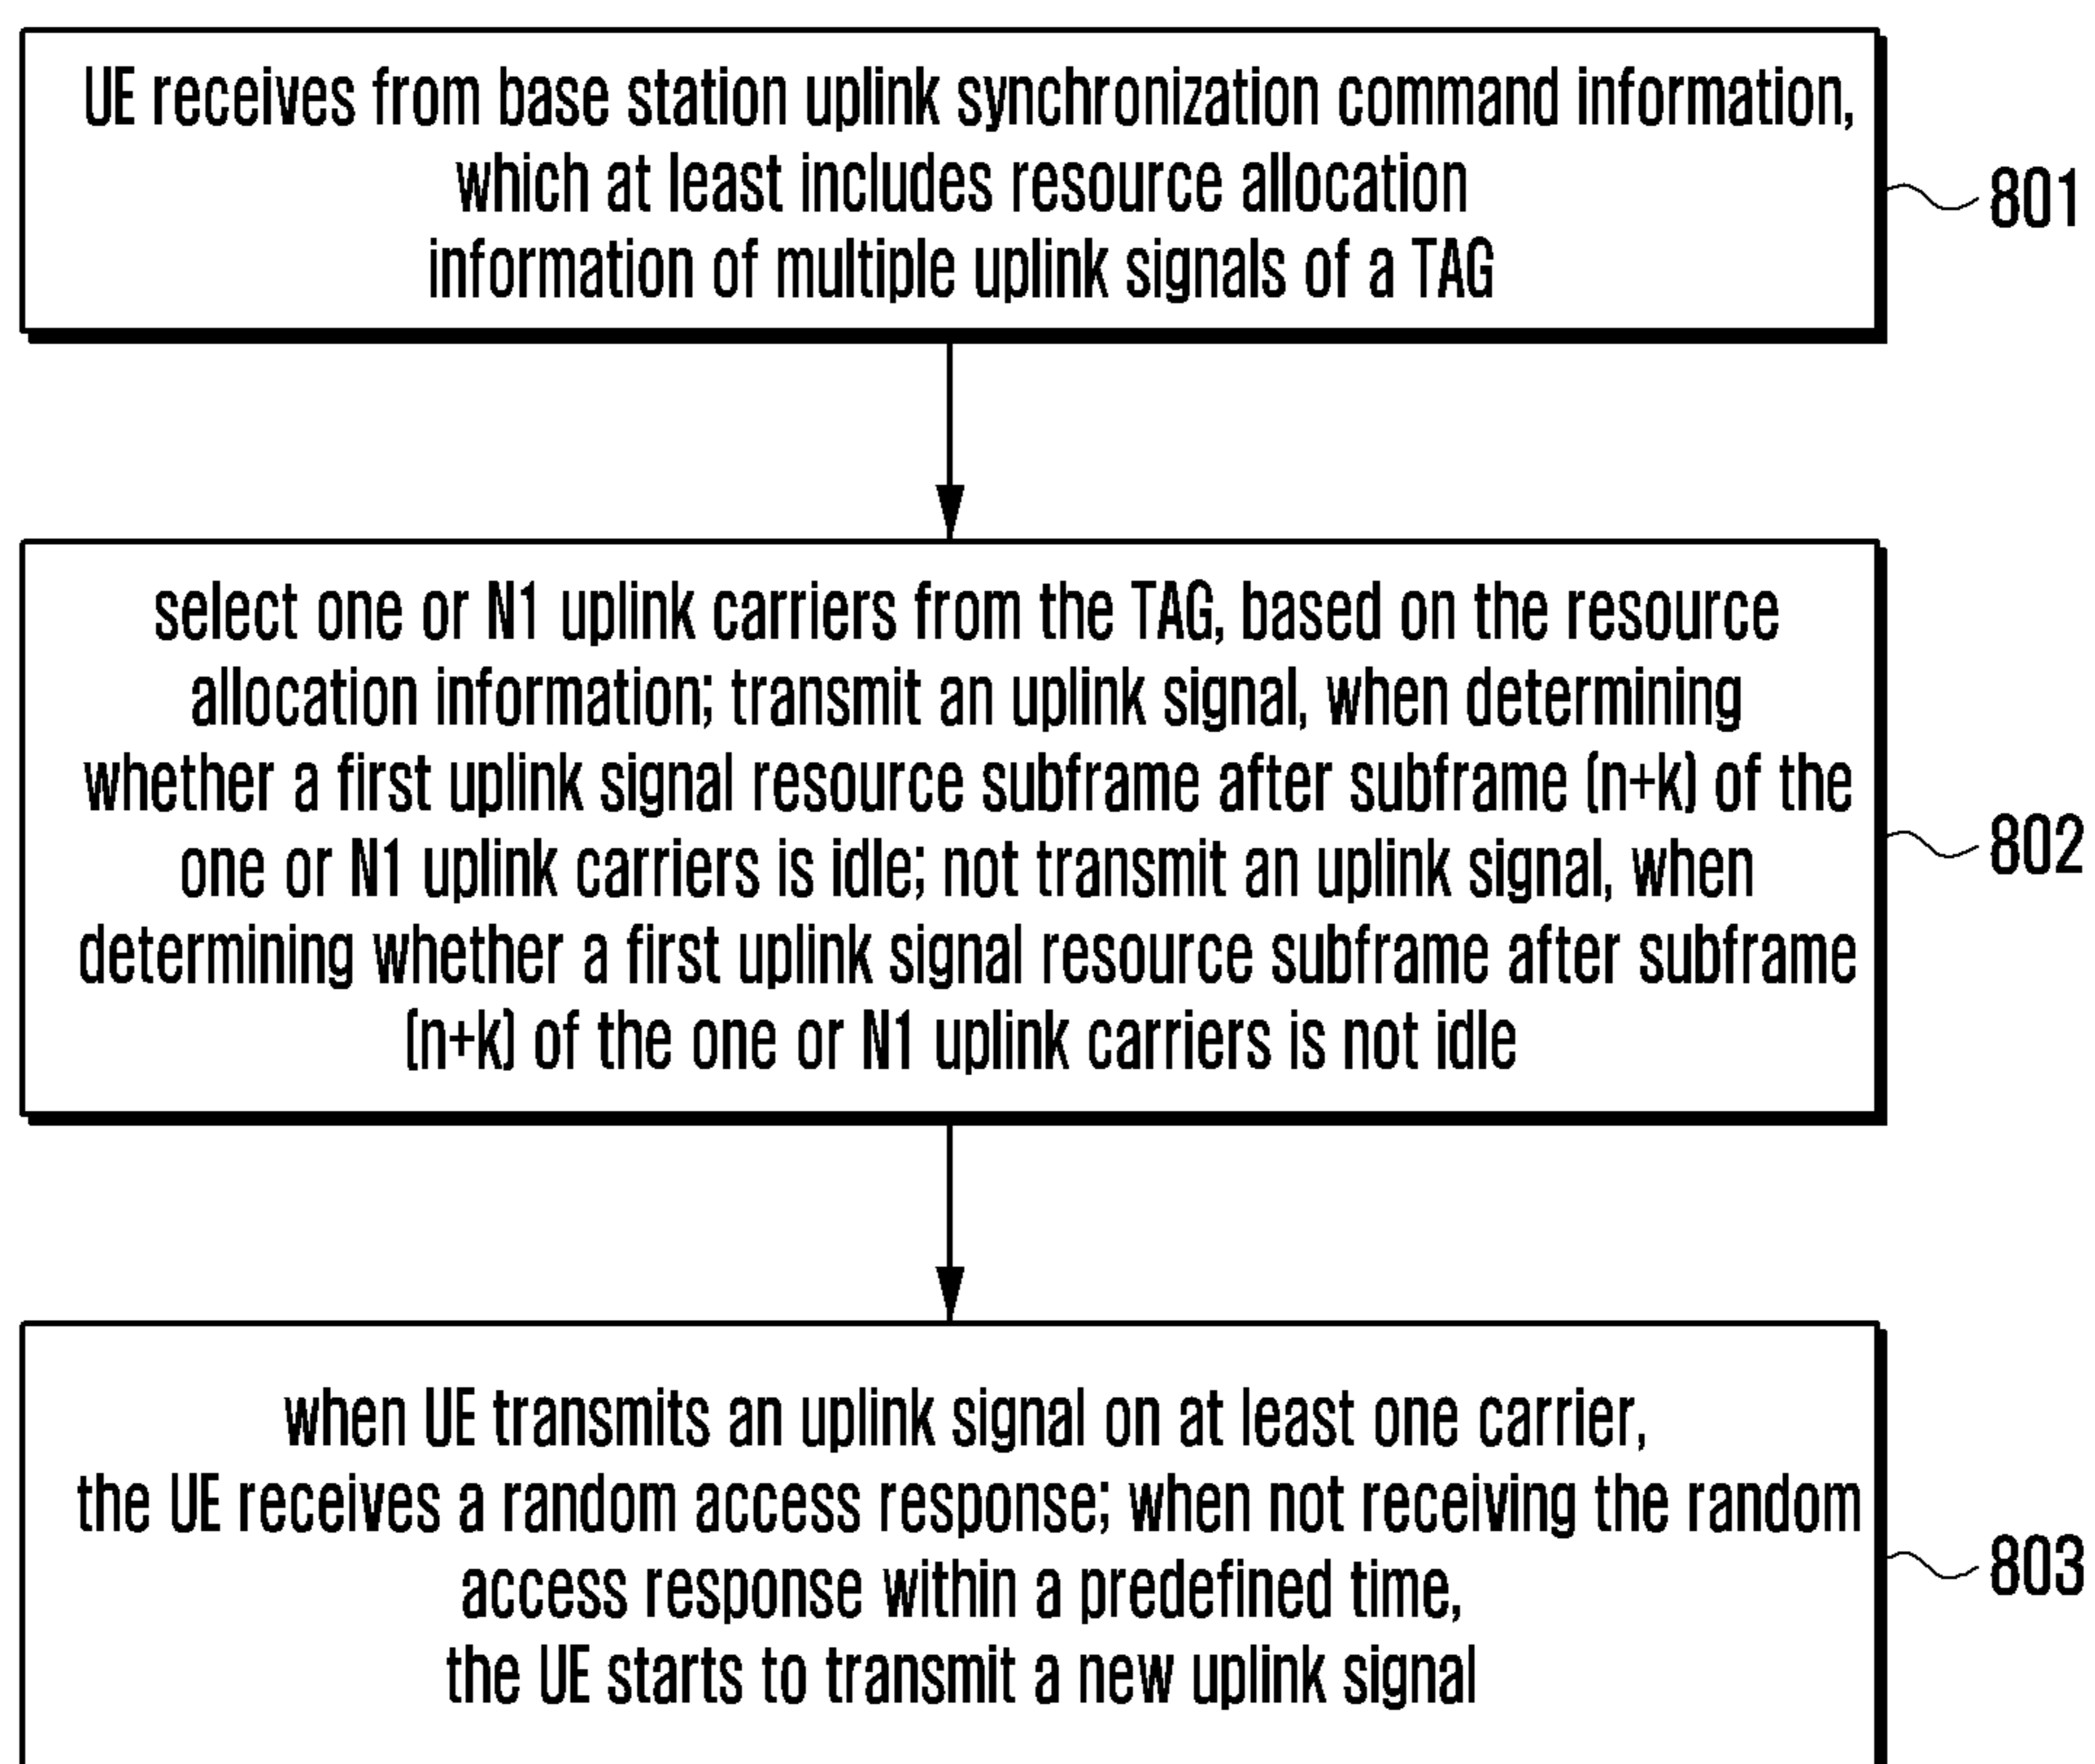 UE receives from base station uplink synchronization command information,
which at least includes resource allocation
information of multiple uplink signals of a TAG
801
select one or N1 uplink carriers from the TAG, based on the resource
allocation information; transmit an uplink signal, when determining
whether a first uplink signal resource subframe after subframe (n+k) of the
one or N1 uplink carriers is idle; not transmit an uplink signal, when
determining whether a first uplink signal resource subframe after subframe
(n+k) of the one or N1 uplink carriers is not idle
802
when UE transmits an uplink signal on at least one carrier,
the UE receives a random access response; when not receiving the random
access response within a predefined time,
the UE starts to transmit a new uplink signal
803